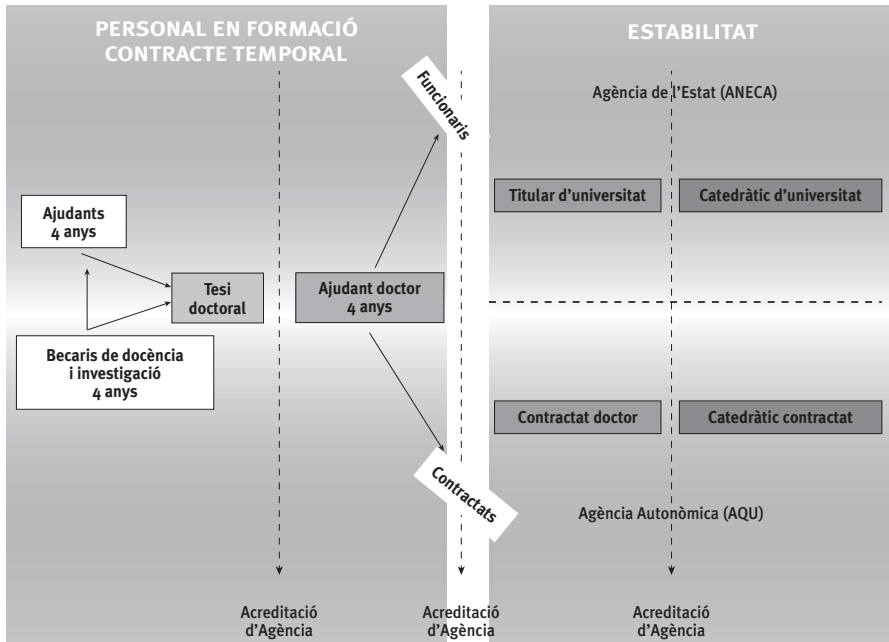 PERSONAL EN FORMACIÓ
CONTRACTE TEMPORAL
ESTABILITAT
Funcionaris
Agència de l'Estat (ANECA)
Ajudants
4 anys
Titular d'universitat
Catedràtic d'universitat
Tesi
doctoral
Ajudant doctor
4 anys
Becaris de docència
i investigació
4 anys
Contractat doctor
Catedràtic contractat
Contractats
Agència Autonòmica (AQU)
Acreditació
d'Agència
Acreditació
d'Agència
Acreditació
d'Agència